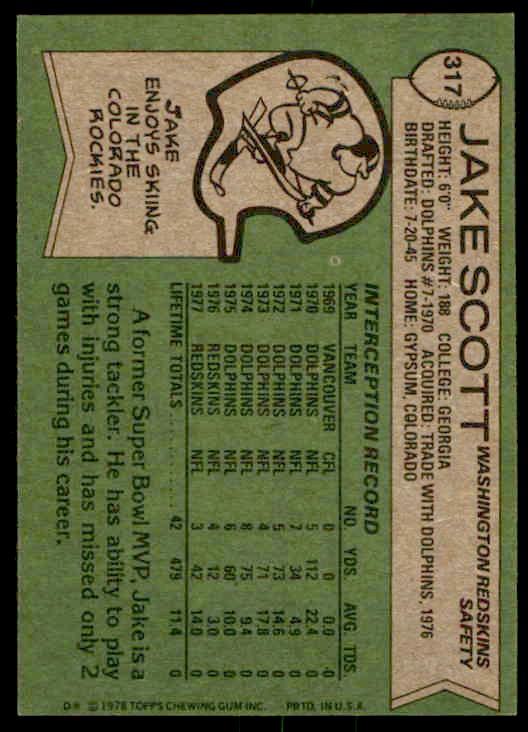 317
JAKE SCOTT
WASHINGTON REDSKINS
SAFETY
HEIGHT: 6'0" WEIGHT: 188 COLLEGE: GEORGIA
DRAFTED: DOLPHINS #7-1970 ACQUIRED: TRADE WITH DOLPHINS, 1976
BIRTHDATE: 7-20-45 HOME: GYPSUM, COLORADO
JAKE
ENJOYS SKIING
IN THE
COLORADO
ROCKIES.
INTERCEPTION RECORD
YEAR TEAM NO. YDS. AVG. TDS.
1969 VANCOUVER CFL 0 0 0.0 0
1970 DOLPHINS NFL 5 112 22.4 0
1971 DOLPHINS NFL 7 34 4.9 0
1972 DOLPHINS NFL 5 73 14.6 0
1973 DOLPHINS NFL 4 71 17.8 0
1974 DOLPHINS NFL 8 75 9.4 0
1975 DOLPHINS NFL 6 60 10.0 0
1976 REDSKINS NFL 4 12 3.0 0
1977 REDSKINS NFL 3 42 14.0 0
LIFETIME TOTALS .......... 42 479 11.4 0
A former Super Bowl MVP, Jake is a
strong tackler. He has ability to play
with injuries and has missed only 2
games during his career.
D* © 1978 TOPPS CHEWING GUM INC. PRTD. IN U.S.A.